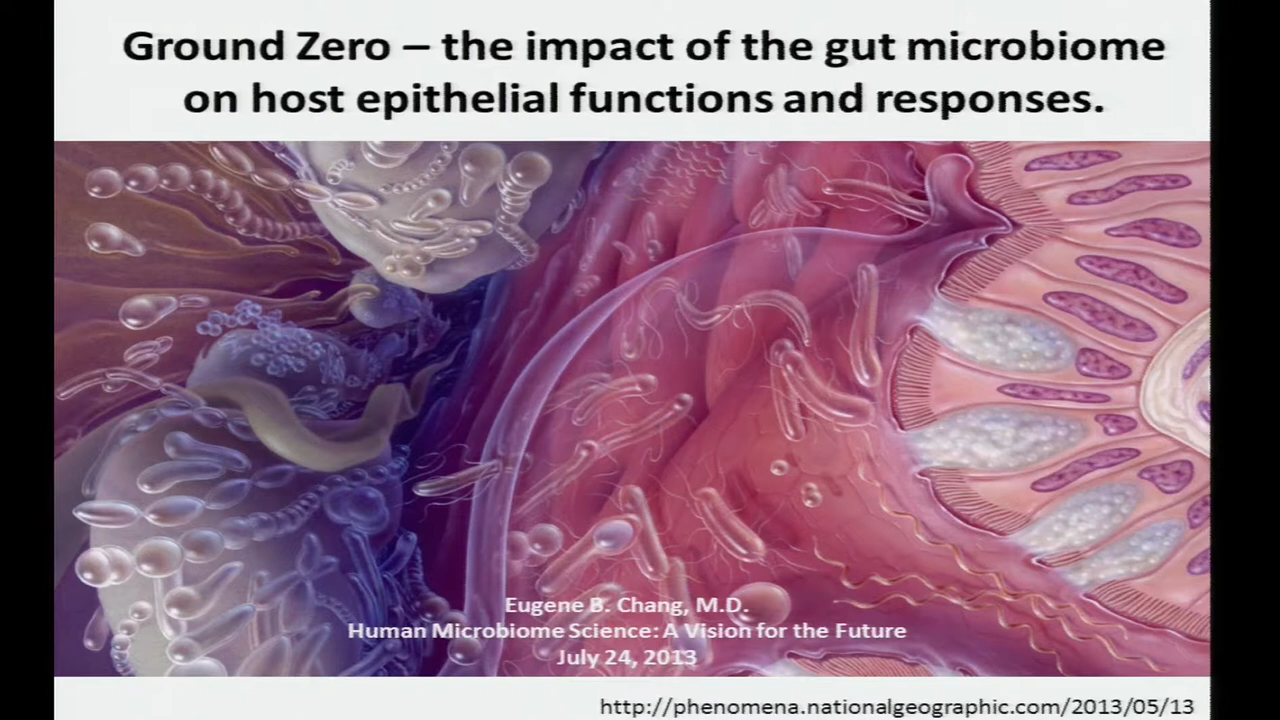 Ground Zero – the impact of the gut microbiome
on host epithelial functions and responses.
Eugene B. Chang, M.D.
Human Microbiome Science: A Vision for the Future
July 24, 2013
http://phenomena.nationalgeographic.com/2013/05/13